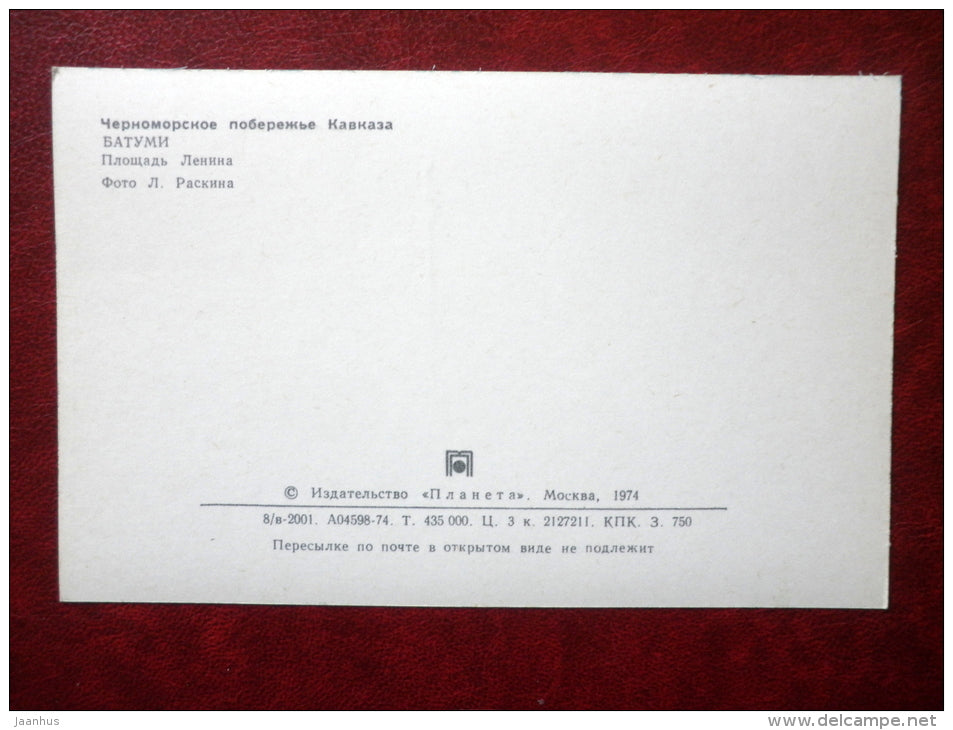 Черноморское побережье Кавказа
БАТУМИ
Площадь Ленина
Фото Л. Раскина
© Издательство «Планета». Москва, 1974
8/в-2001. А04598-74. Т. 435 000. Ц. 3 к. 2127211. КПК. З. 750
Пересылке по почте в открытом виде не подлежит
jaanhus
www.delcampe.net